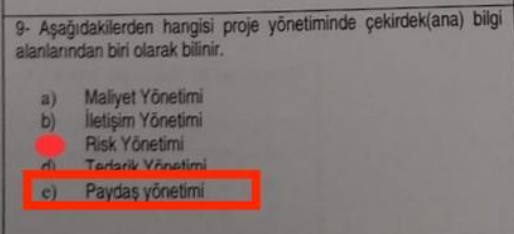 9- Aşağıdakilerden hangisi proje yönetiminde çekirdek(ana) bilgi
alanlarından biri olarak bilinir.
a) Maliyet Yönetimi
b) İletişim Yönetimi
Risk Yönetimi
d) Tedarik Yönetimi
e) Paydaş yönetimi